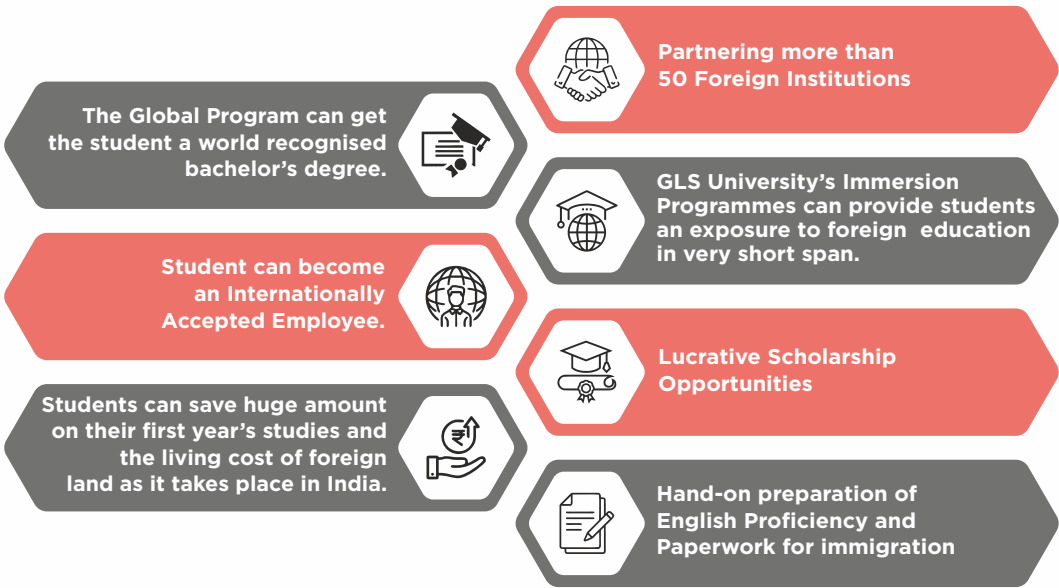 Partnering more than
50 Foreign Institutions
The Global Program can get
the student a world recognised
bachelor's degree.
GLS University's Immersion
Programmes can provide students
an exposure to foreign education
in very short span.
Student can become
an Internationally
Accepted Employee.
Lucrative Scholarship
Opportunities
Students can save huge amount
on their first year's studies and
the living cost of foreign
land as it takes place in India.
Hand-on preparation of
English Proficiency and
Paperwork for immigration